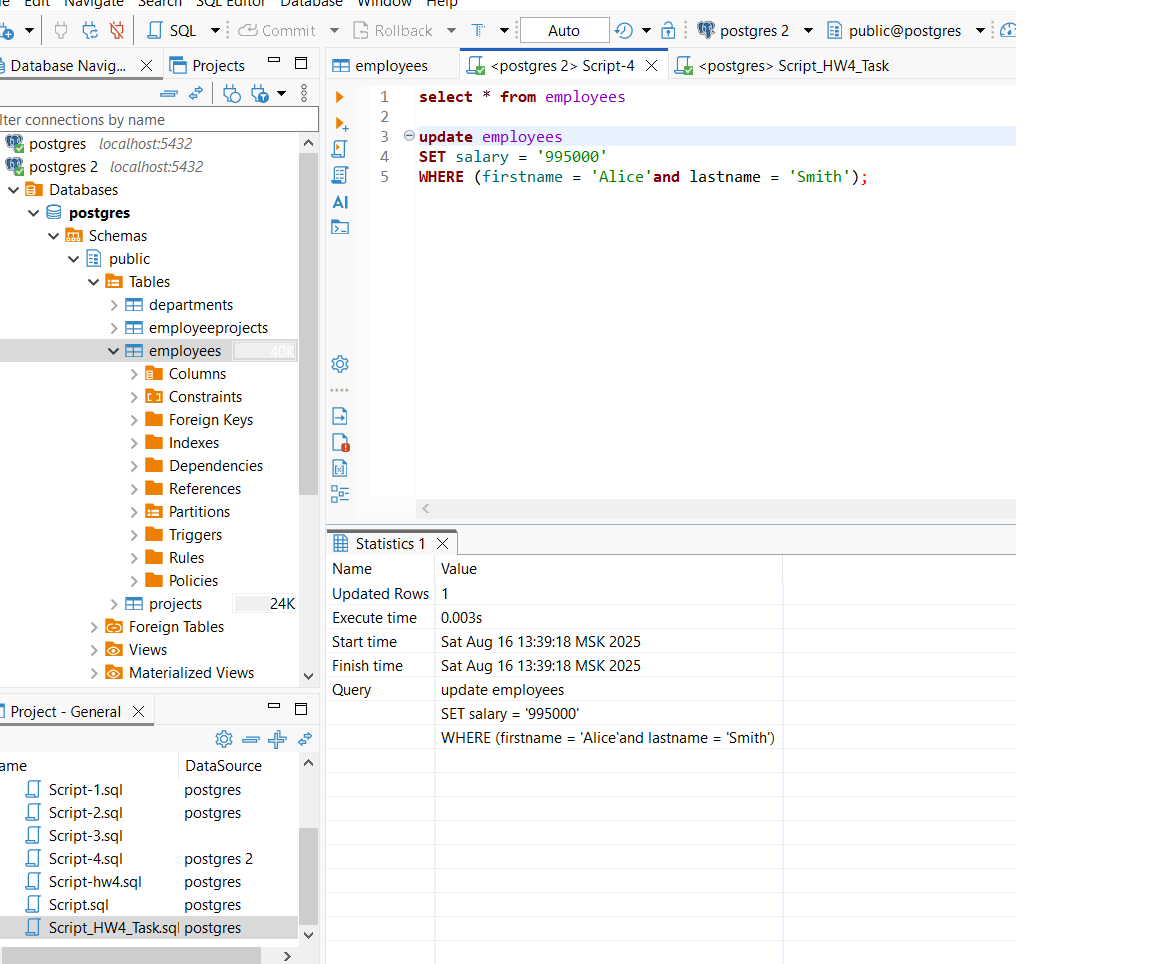 Edit Navigate Search SQL Editor Database Window Help
SQL Commit Rollback T Auto postgres 2 public@postgres
Database Navig... Projects
employees <postgres 2> Script-4 <postgres> Script_HW4_Task
lter connections by name
postgres localhost:5432
postgres 2 localhost:5432
Databases
postgres
Schemas
public
Tables
departments
employeeprojects
employees 40K
Columns
Constraints
Foreign Keys
Indexes
Dependencies
References
Partitions
Triggers
Rules
Policies
projects 24K
Foreign Tables
Views
Materialized Views
1 select * from employees
2
3 update employees
4 SET salary = '995000'
5 WHERE (firstname = 'Alice'and lastname = 'Smith');
AI
Statistics 1
Name Value
Updated Rows 1
Execute time 0.003s
Start time Sat Aug 16 13:39:18 MSK 2025
Finish time Sat Aug 16 13:39:18 MSK 2025
Query update employees
SET salary = '995000'
WHERE (firstname = 'Alice'and lastname = 'Smith')
Project - General
ame DataSource
Script-1.sql postgres
Script-2.sql postgres
Script-3.sql
Script-4.sql postgres 2
Script-hw4.sql postgres
Script.sql postgres
Script_HW4_Task.sql postgres